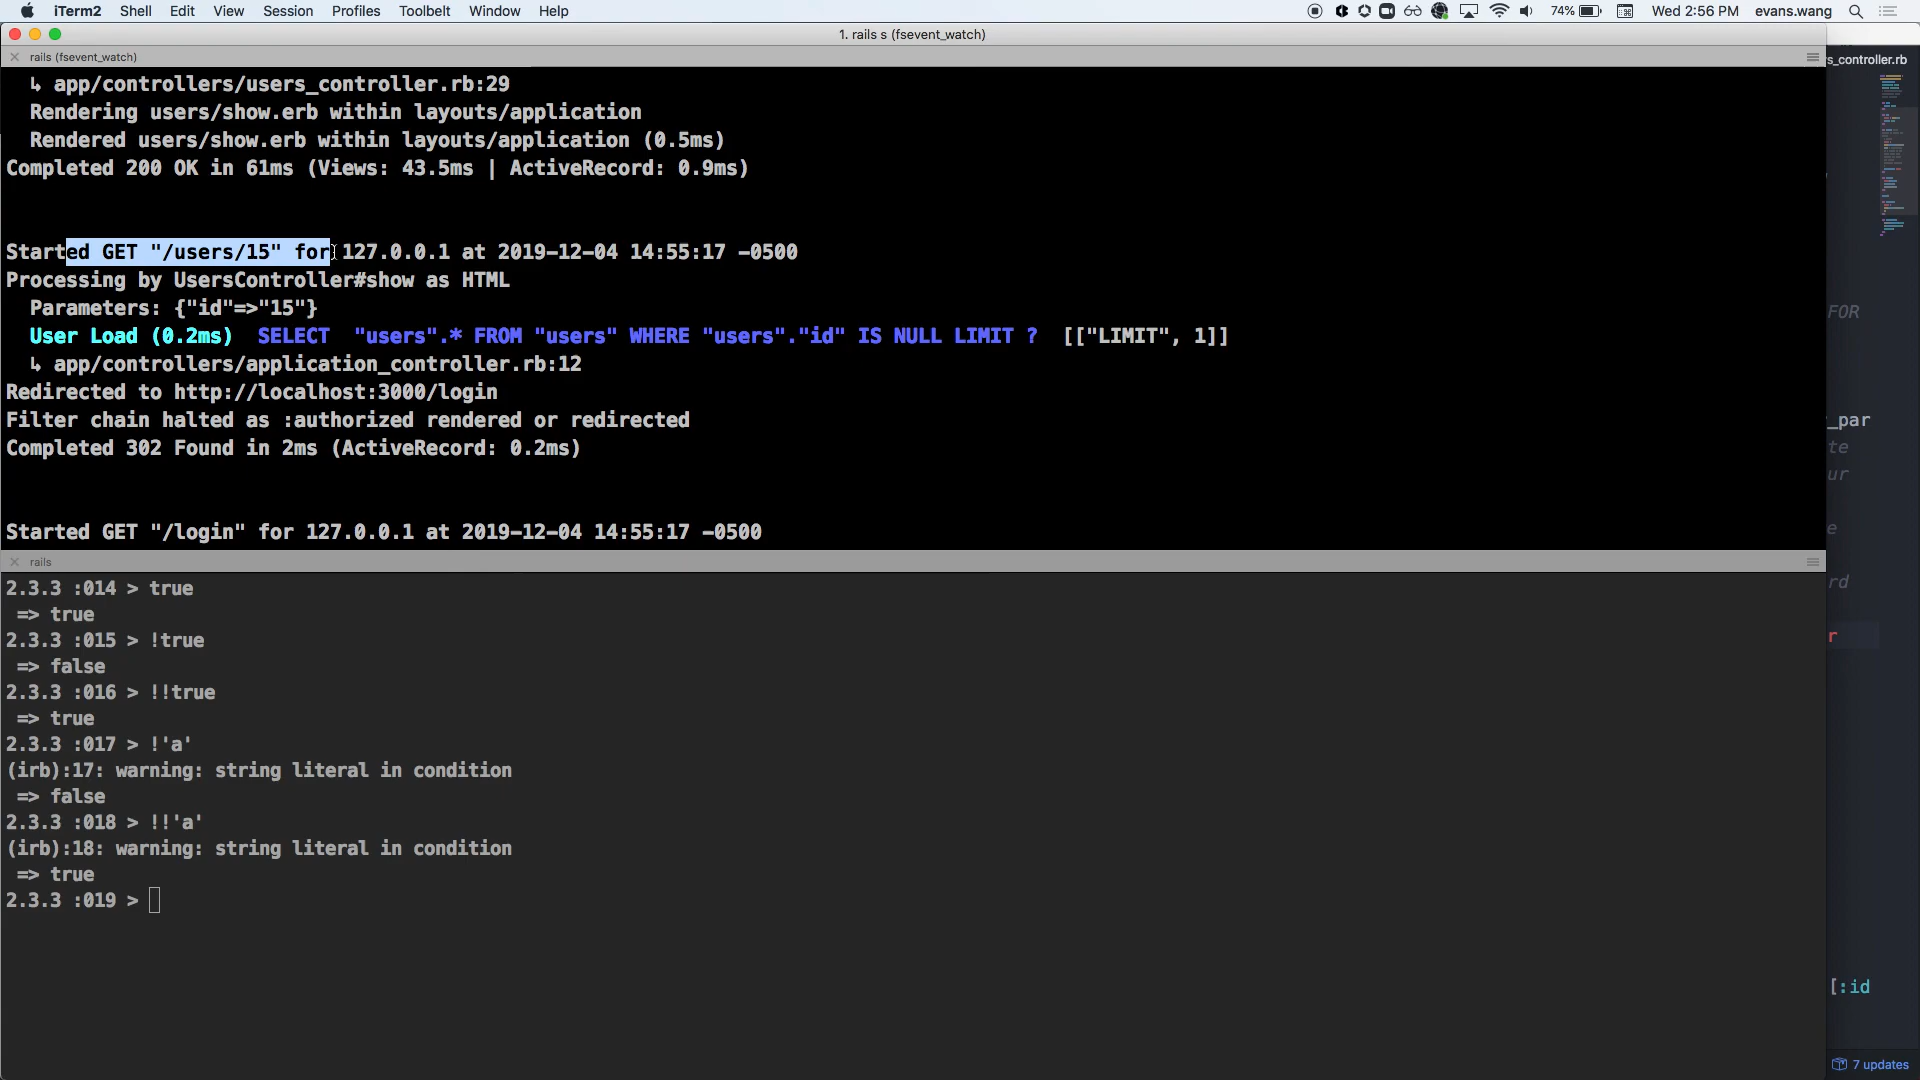 iTerm2 Shell Edit View Session Profiles Toolbelt Window Help 74% Wed 2:56 PM evans.wang
1. rails s (fsevent_watch)
rails (fsevent_watch)
s_controller.rb
↳ app/controllers/users_controller.rb:29
Rendering users/show.erb within layouts/application
Rendered users/show.erb within layouts/application (0.5ms)
Completed 200 OK in 61ms (Views: 43.5ms | ActiveRecord: 0.9ms)
Started GET "/users/15" for 127.0.0.1 at 2019-12-04 14:55:17 -0500
Processing by UsersController#show as HTML
Parameters: {"id"=>"15"}
FOR
User Load (0.2ms) SELECT "users".* FROM "users" WHERE "users"."id" IS NULL LIMIT ? [["LIMIT", 1]]
↳ app/controllers/application_controller.rb:12
Redirected to http://localhost:3000/login
Filter chain halted as :authorized rendered or redirected
_par
Completed 302 Found in 2ms (ActiveRecord: 0.2ms)
te
ur
Started GET "/login" for 127.0.0.1 at 2019-12-04 14:55:17 -0500
e
rails
2.3.3 :014 > true
rd
=> true
2.3.3 :015 > !true
r
=> false
2.3.3 :016 > !!true
=> true
2.3.3 :017 > !'a'
(irb):17: warning: string literal in condition
=> false
2.3.3 :018 > !!'a'
(irb):18: warning: string literal in condition
=> true
2.3.3 :019 >
[:id
7 updates